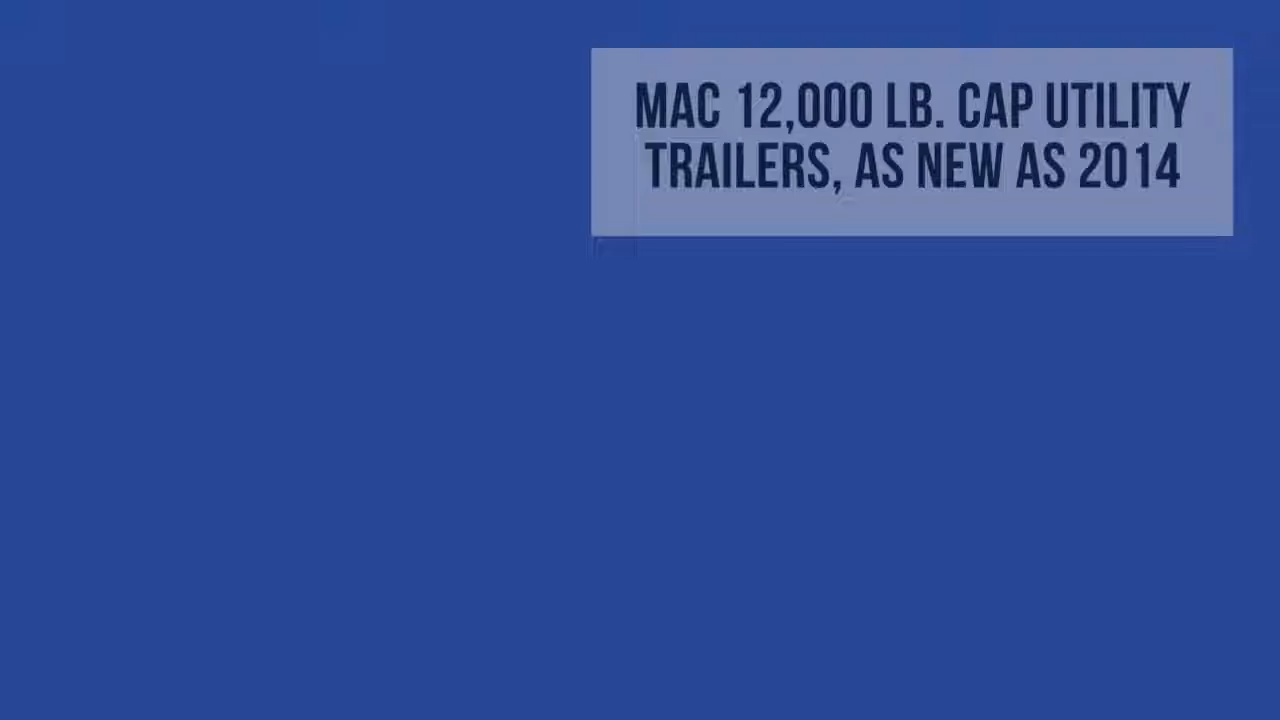 MAC 12,000 LB. CAP UTILITY
TRAILERS, AS NEW AS 2014